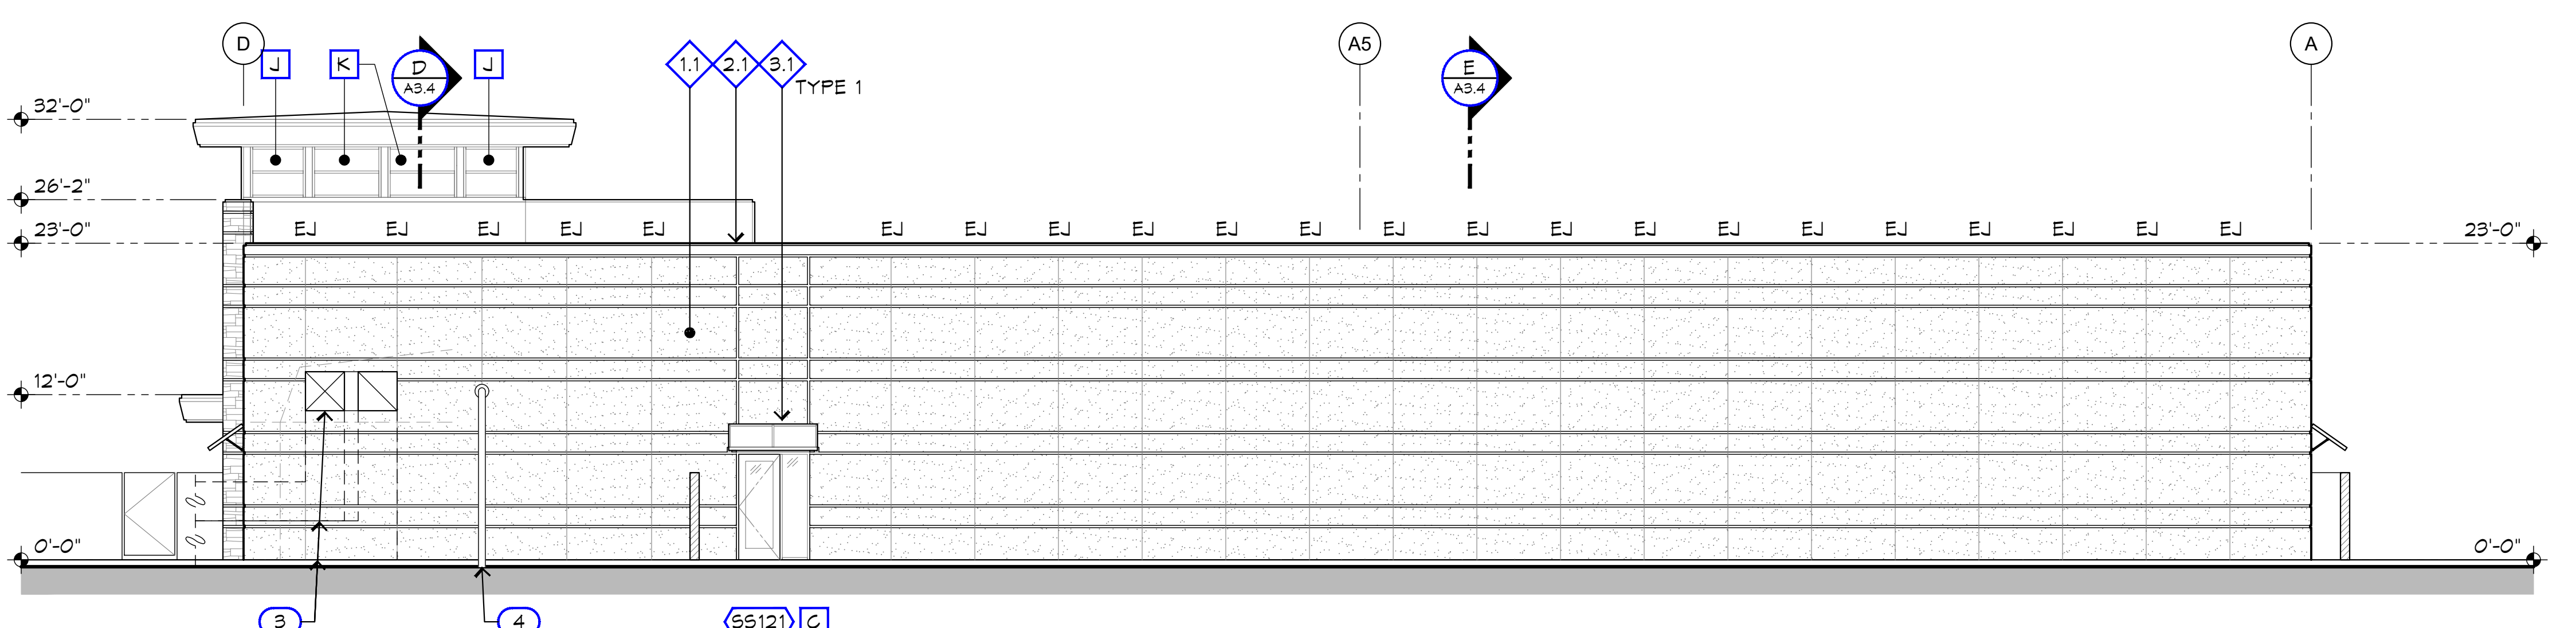 D A5 A
J K D J 1.1 2.1 3.1 E
A3.4 TYPE 1 A3.4
32'-0"
26'-2"
23'-0" EJ EJ EJ EJ EJ EJ EJ EJ EJ EJ EJ EJ EJ EJ EJ EJ EJ EJ EJ EJ EJ EJ 23'-0"
12'-0"
0'-0" 0'-0"
3 4 SS121 C